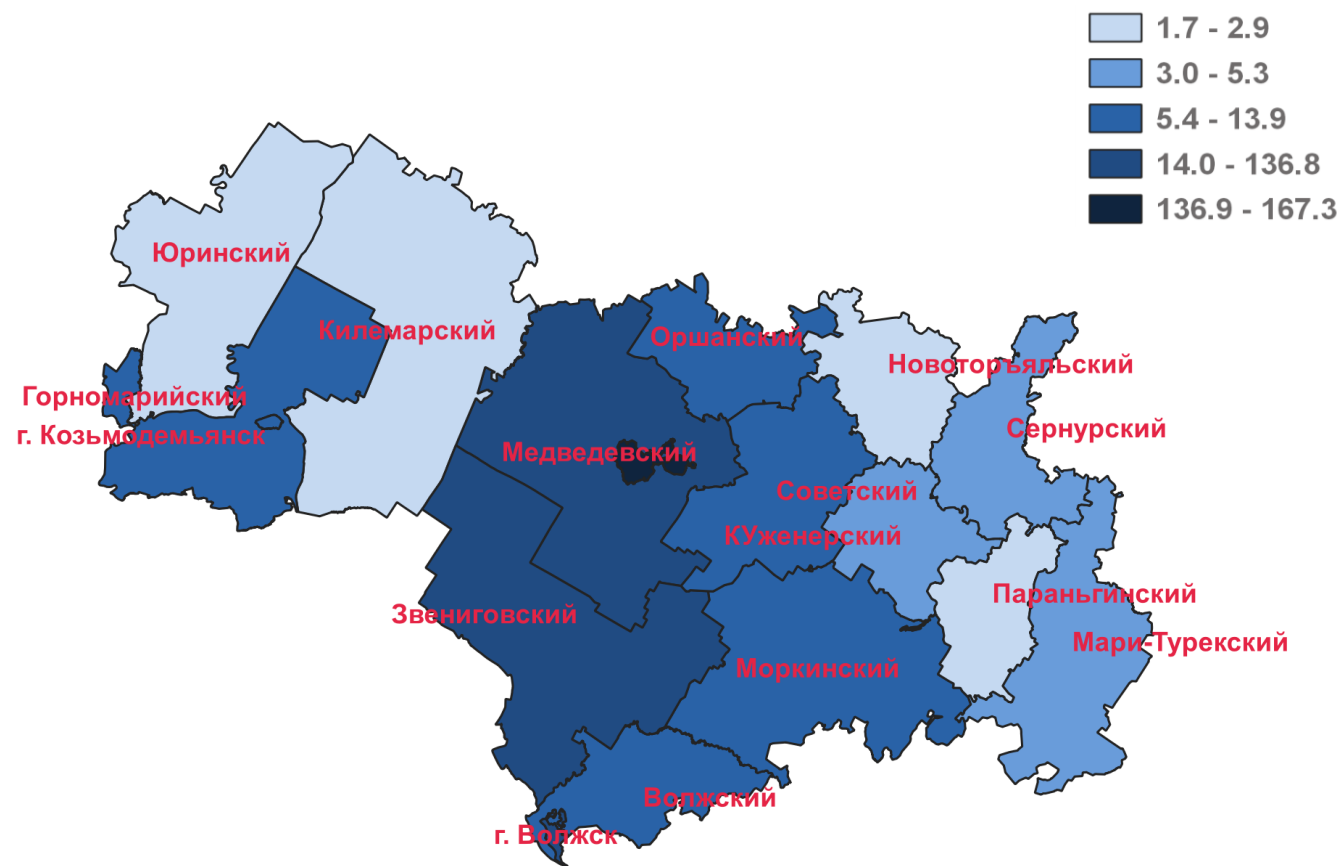 1.7 - 2.9
3.0 - 5.3
5.4 - 13.9
14.0 - 136.8
136.9 - 167.3
Юринский
Килемарский
Оршанский
Новоторъяльский
Горномарийский
г. Козьмодемьянск
Сернурский
Медведевский
Советский
КУженерский
Параньгинский
Звениговский
Мари-Турекский
Моркинский
Волжский
г. Волжск